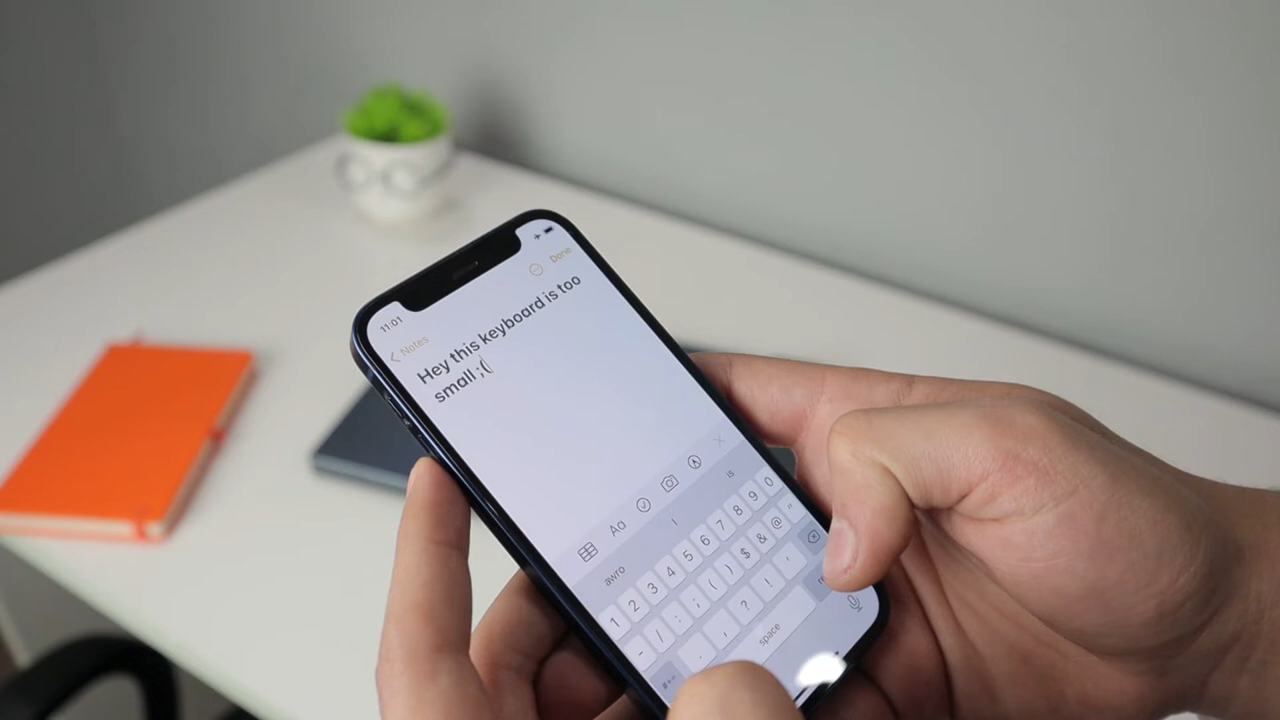 11:01
Notes
Done
Hey this keyboard is too
small ;(
Aa
awro
I
is
1 2 3 4 5 6 7 8 9 0
- / : ; ( ) $ & @ "
. , ? ! '
#+=
space